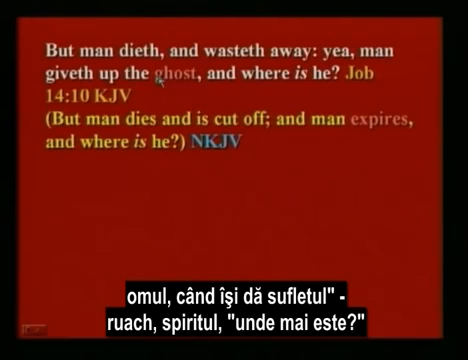 But man dieth, and wasteth away: yea, man
giveth up the ghost, and where is he? Job
14:10 KJV
(But man dies and is cut off; and man expires,
and where is he?) NKJV
omul, când îşi dă sufletul" -
ruach, spiritul, "unde mai este?"